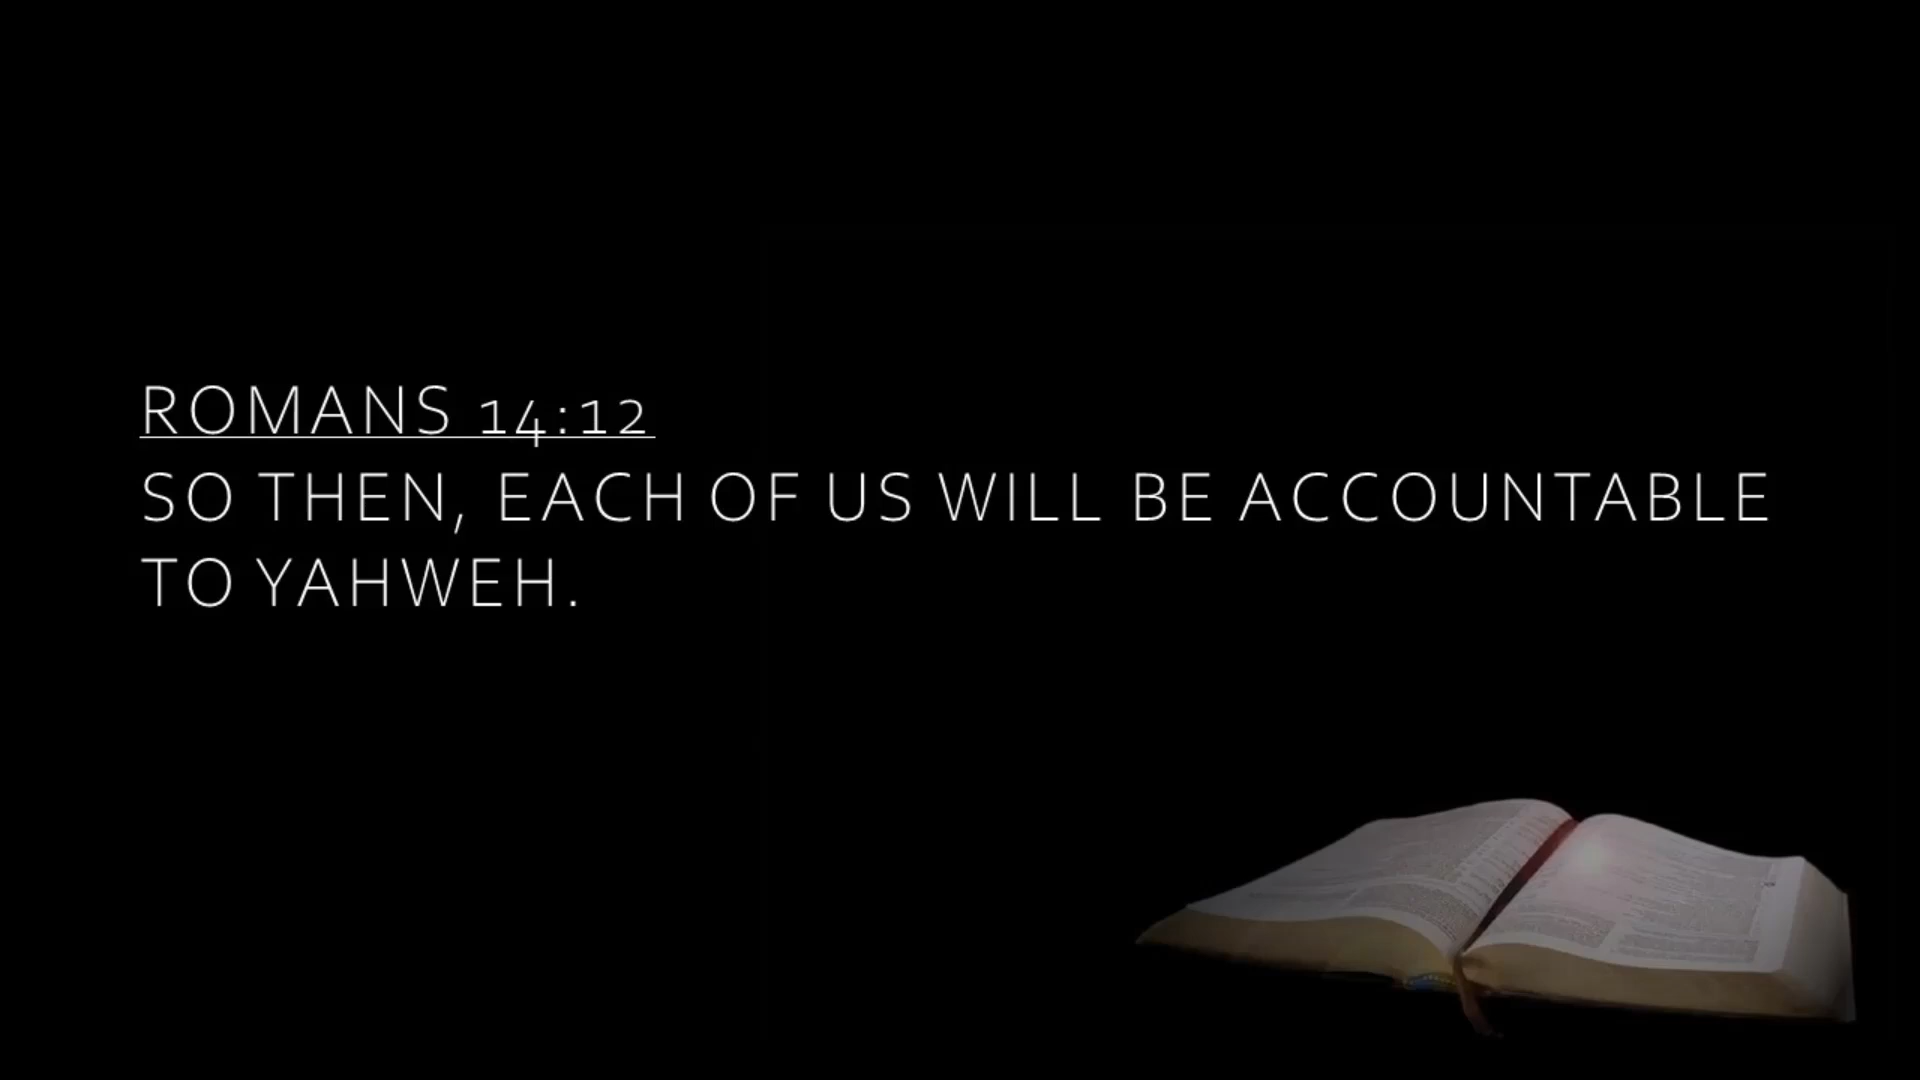 ROMANS 14:12
SO THEN, EACH OF US WILL BE ACCOUNTABLE
TO YAHWEH.